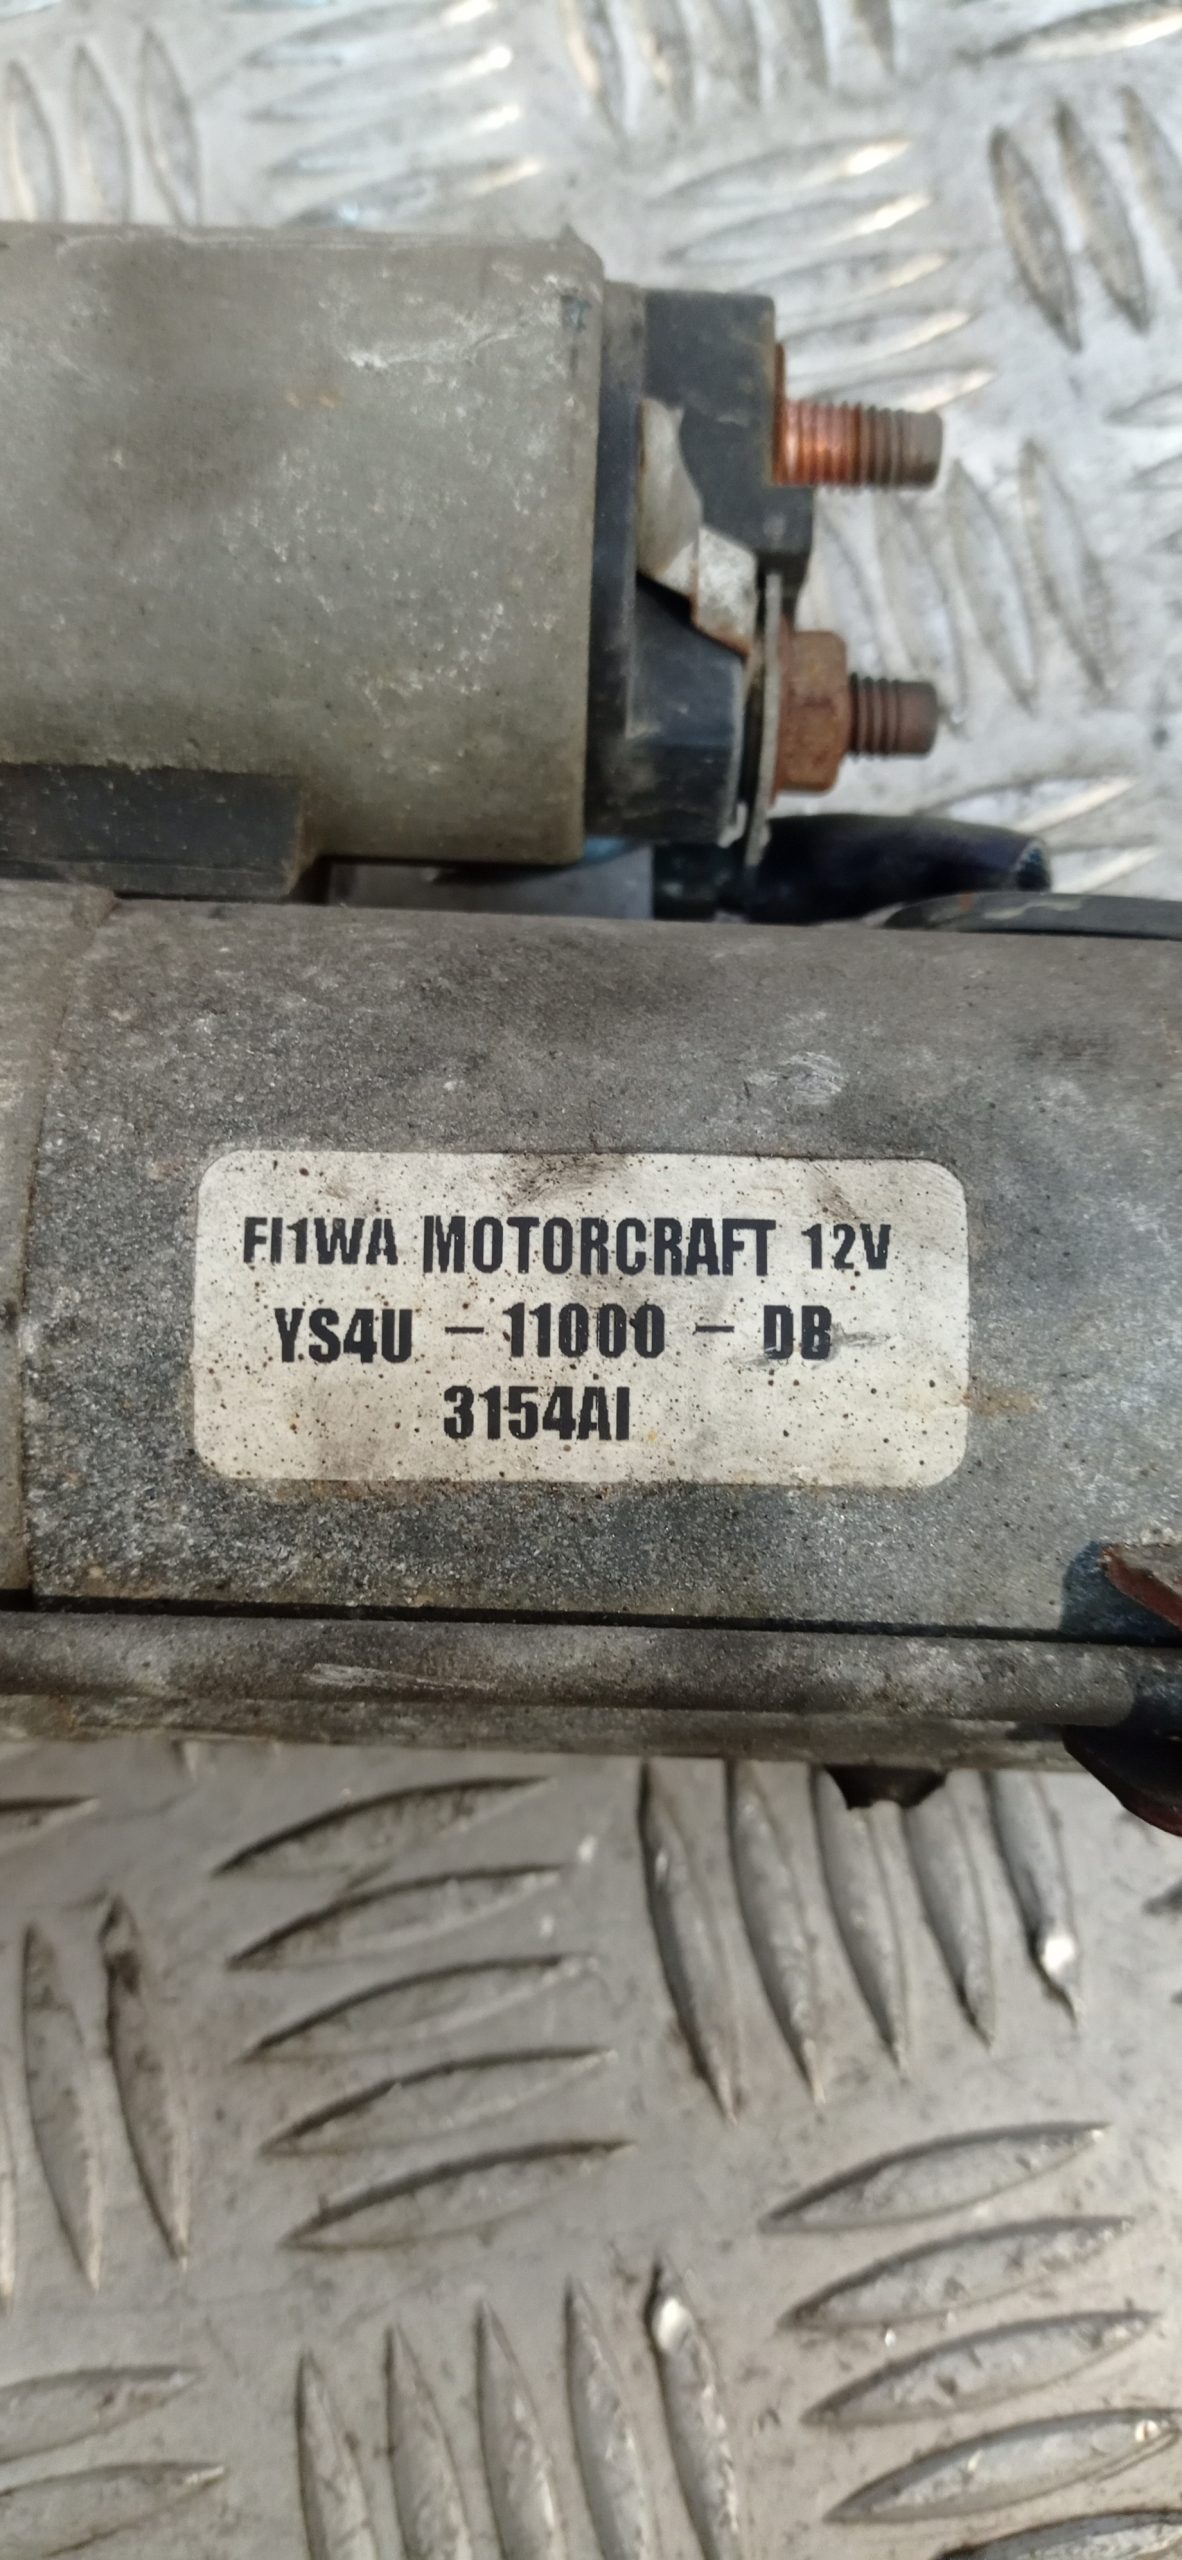 FI1WA MOTORCRAFT 12V
YS4U - 11000 - DB
3154AI